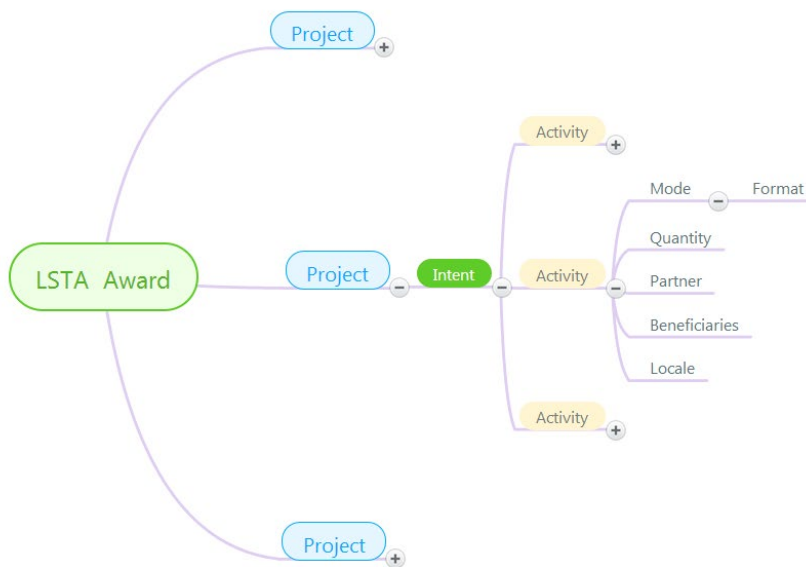 Project
Activity
Mode
Format
Quantity
LSTA Award
Project
Intent
Activity
Partner
Beneficiaries
Locale
Activity
Project